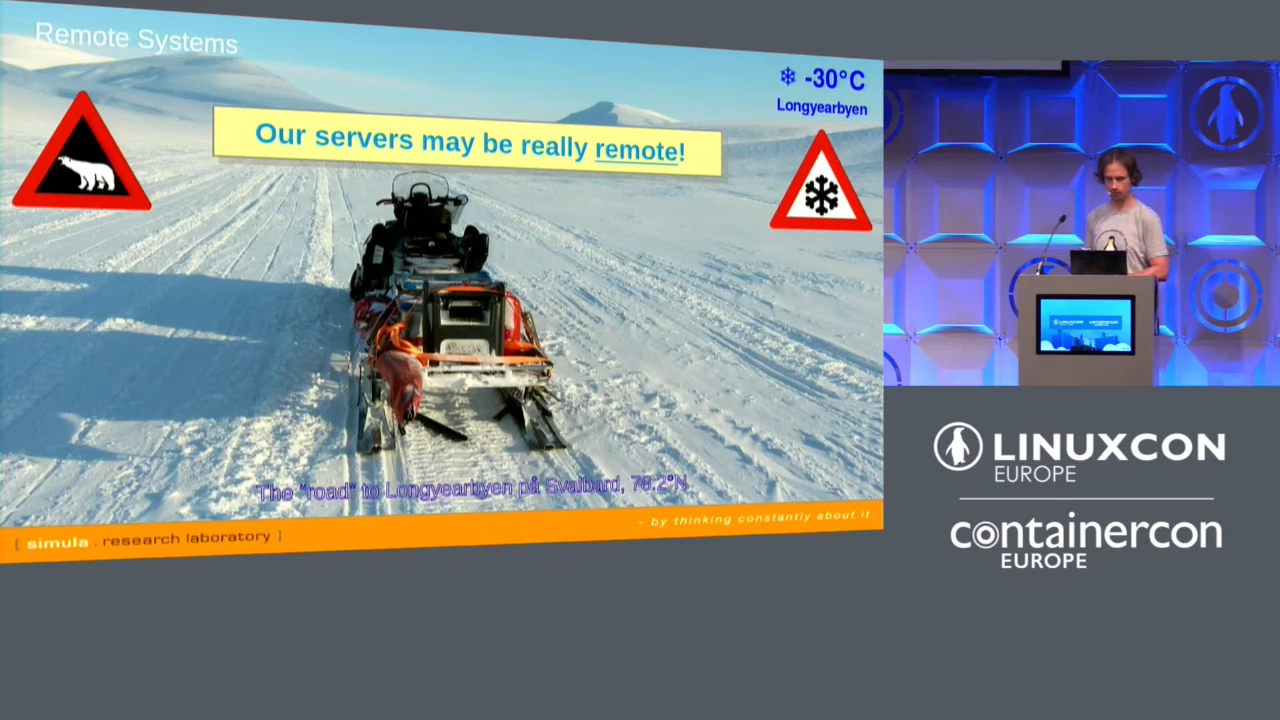 Remote Systems
-30°C
Longyearbyen
Our servers may be really remote!
The "road" to Longyearbyen på Svalbard, 78.2°N
[ simula . research laboratory ]
- by thinking constantly about it
LINUXCON
EUROPE
containercon
EUROPE